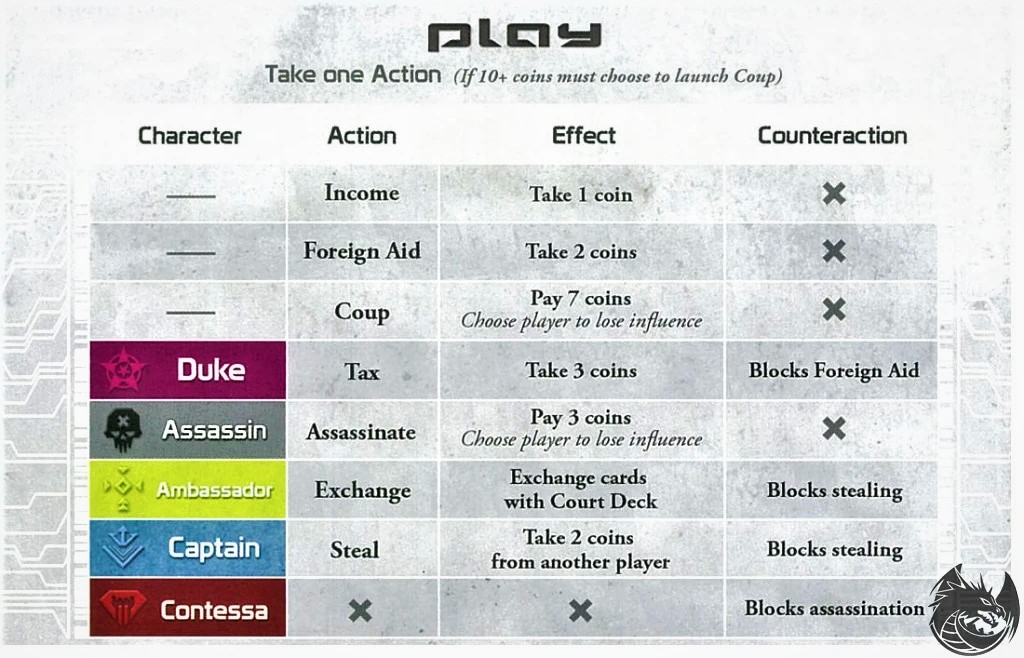 play
Take one Action (If 10+ coins must choose to launch Coup)
Character Action Effect Counteraction
— Income Take 1 coin ✖
— Foreign Aid Take 2 coins ✖
— Coup Pay 7 coins
Choose player to lose influence ✖
Duke Tax Take 3 coins Blocks Foreign Aid
Assassin Assassinate Pay 3 coins
Choose player to lose influence ✖
Ambassador Exchange Exchange cards
with Court Deck Blocks stealing
Captain Steal Take 2 coins
from another player Blocks stealing
Contessa ✖ ✖ Blocks assassination